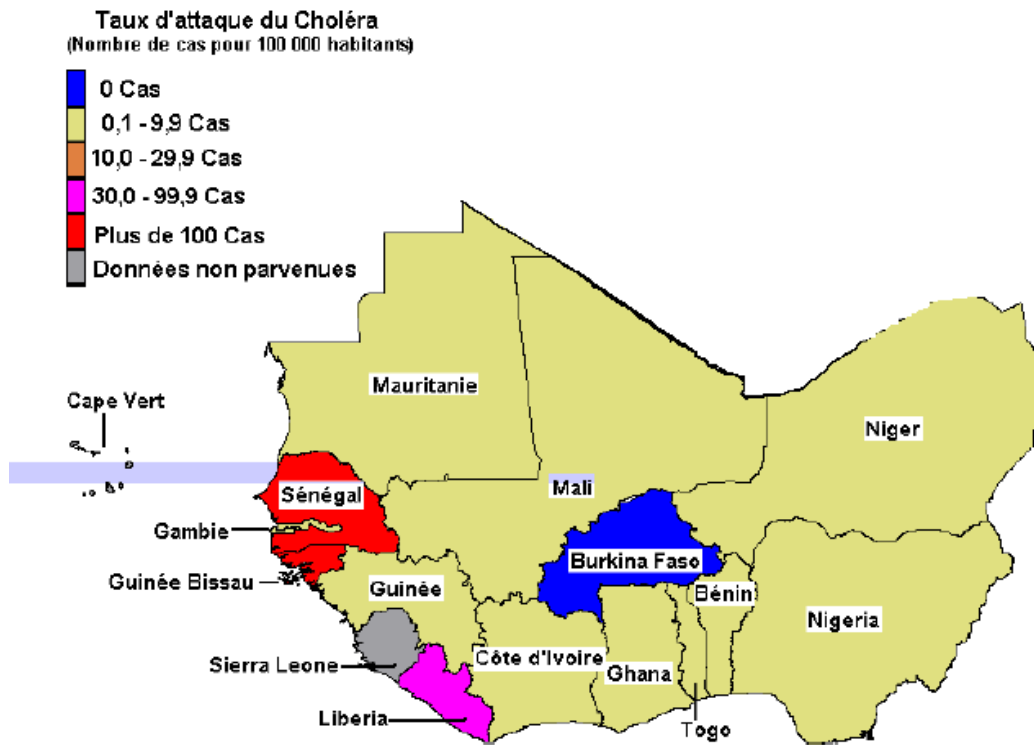 Taux d'attaque du Choléra
(Nombre de cas pour 100 000 habitants)
0 Cas
0,1 - 9,9 Cas
10,0 - 29,9 Cas
30,0 - 99,9 Cas
Plus de 100 Cas
Données non parvenues
Mauritanie
Cape Vert
Niger
Mali
Sénégal
Gambie
Burkina Faso
Guinée Bissau
Guinée
Bénin
Nigeria
Côte d'Ivoire
Sierra Leone
Ghana
Liberia
Togo